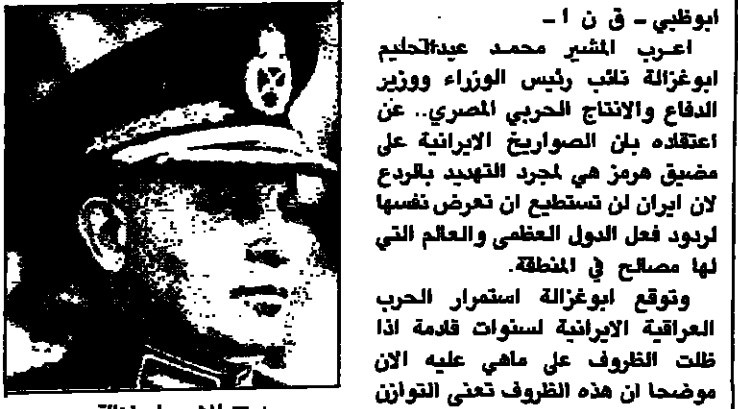 ابوظبي ـ ق ن ا ـ
اعرب المشير محمد عبدالحليم
ابوغزالة نائب رئيس الوزراء ووزير
الدفاع والانتاج الحربي المصري.. عن
اعتقاده بان الصواريخ الايرانية على
مضيق هرمز هي لمجرد التهديد بالردع
لان ايران لن تستطيع ان تعرض نفسها
لردود فعل الدول العظمى والعالم التي
لها مصالح في المنطقة.
وتوقع ابوغزالة استمرار الحرب
العراقية الايرانية لسنوات قادمة اذا
ظلت الظروف على ماهي عليه الان
موضحا ان هذه الظروف تعنى التوازن